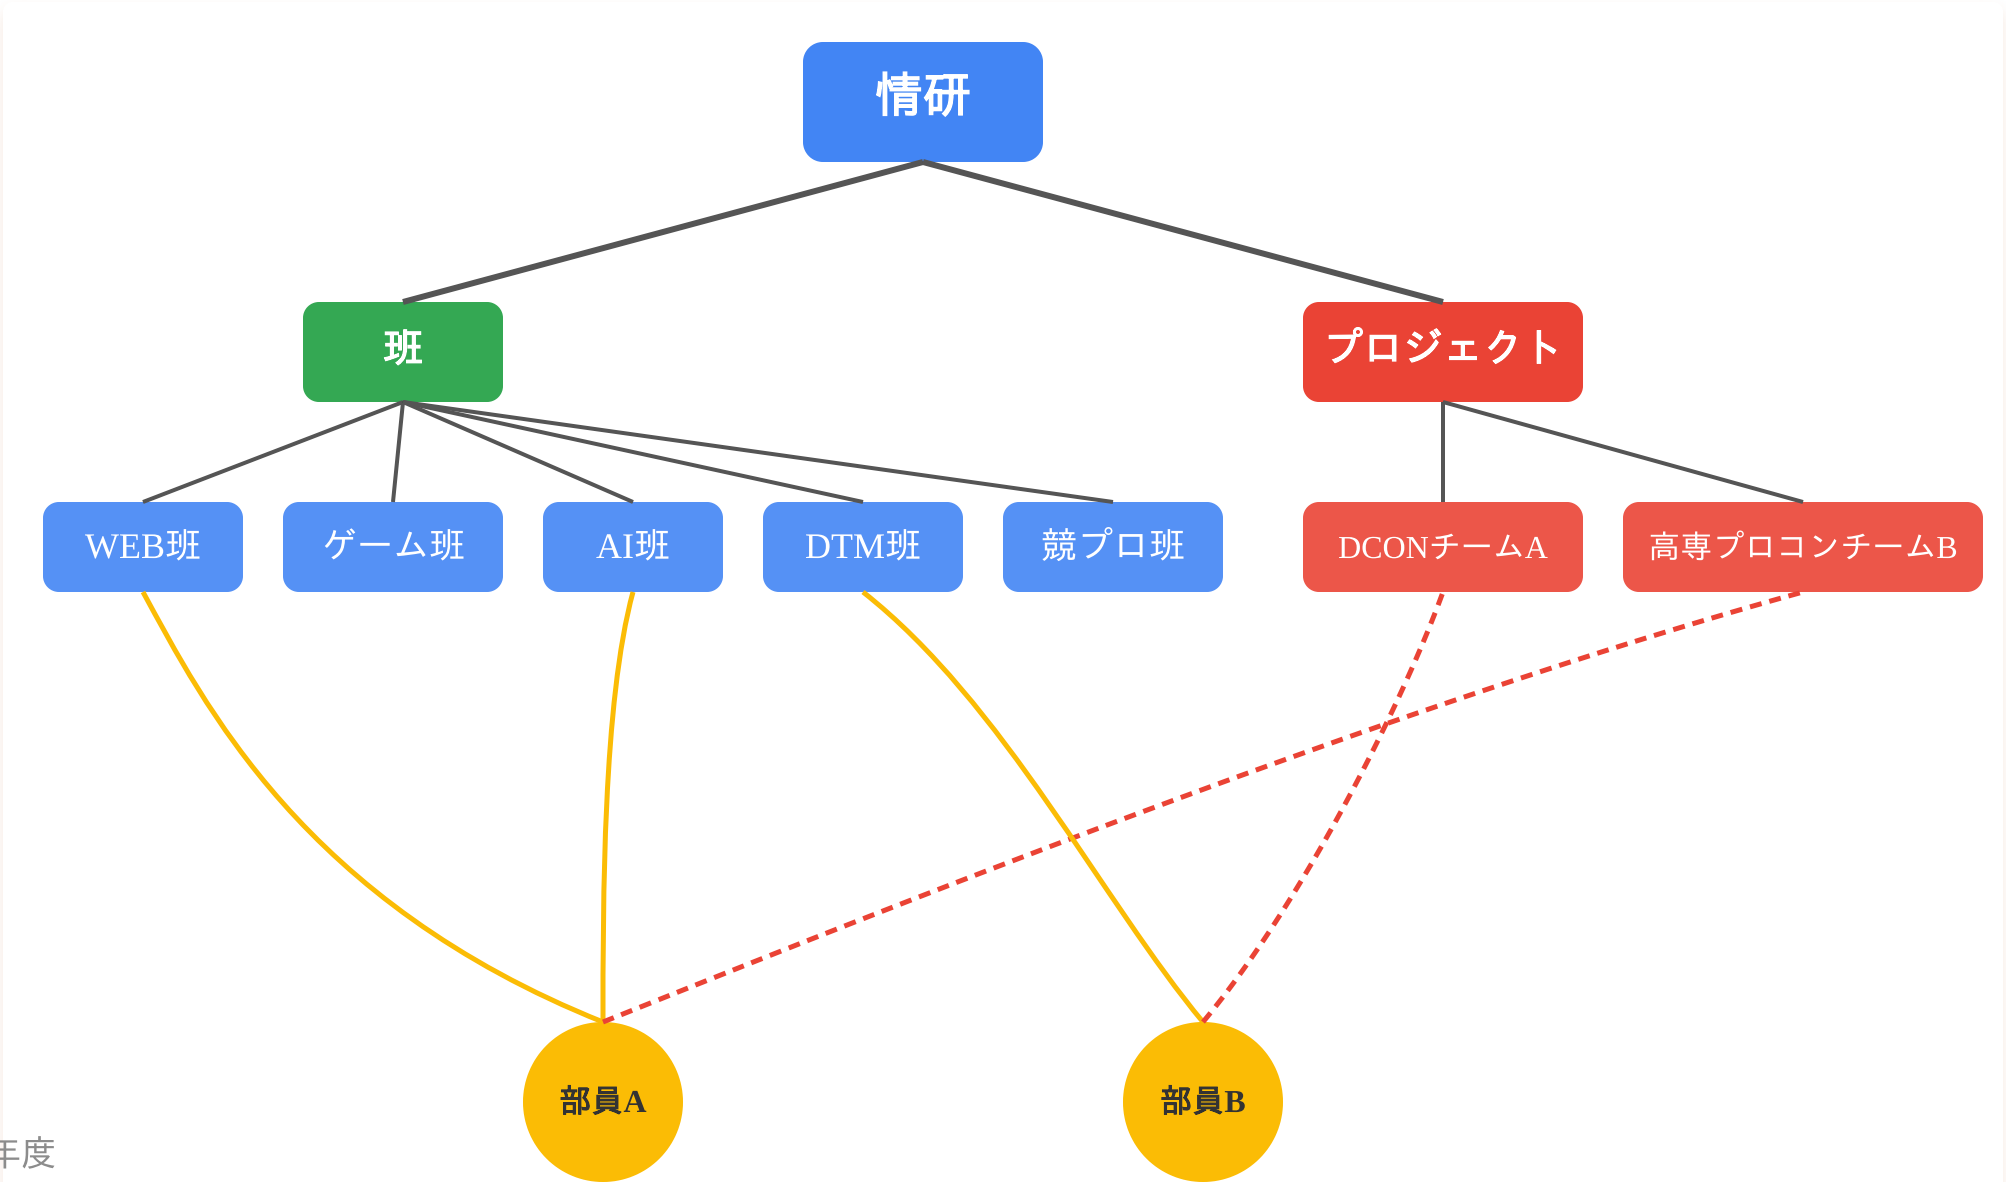 情研
班
プロジェクト
WEB班
ゲーム班
AI班
DTM班
競プロ班
DCONチームA
高専プロコンチームB
部員A
部員B
年度